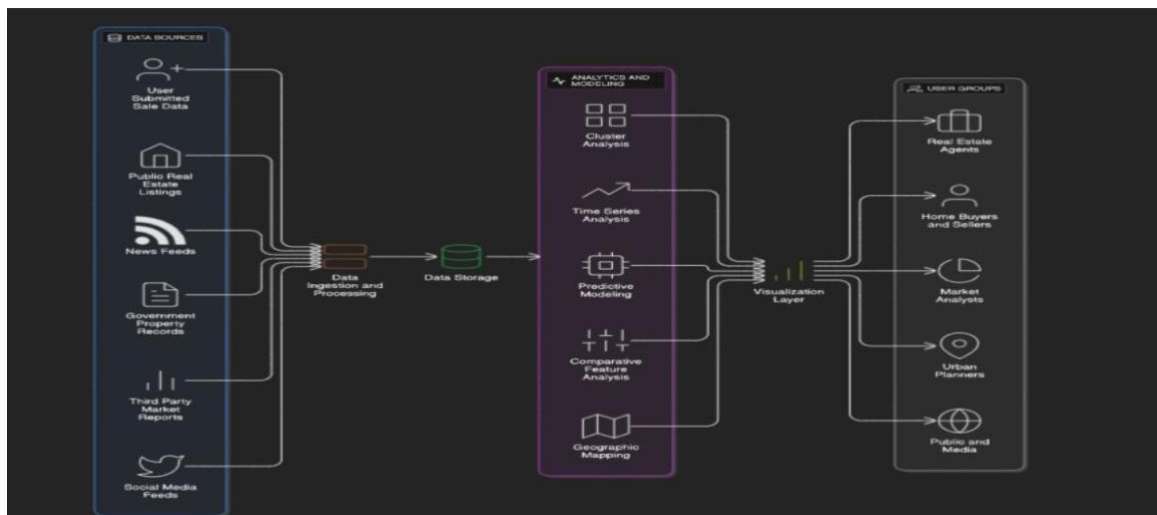 DATA SOURCES
User
Submitted
Sale Data
Public Real
Estate
Listings
News Feeds
Government
Property
Records
Third Party
Market
Reports
Social Media
Feeds
Data
Ingestion and
Processing
Data Storage
ANALYTICS AND
MODELING
Cluster
Analysis
Time Series
Analysis
Predictive
Modeling
Comparative
Feature
Analysis
Geographic
Mapping
Visualization
Layer
USER GROUPS
Real Estate
Agents
Home Buyers
and Sellers
Market
Analysts
Urban
Planners
Public and
Media